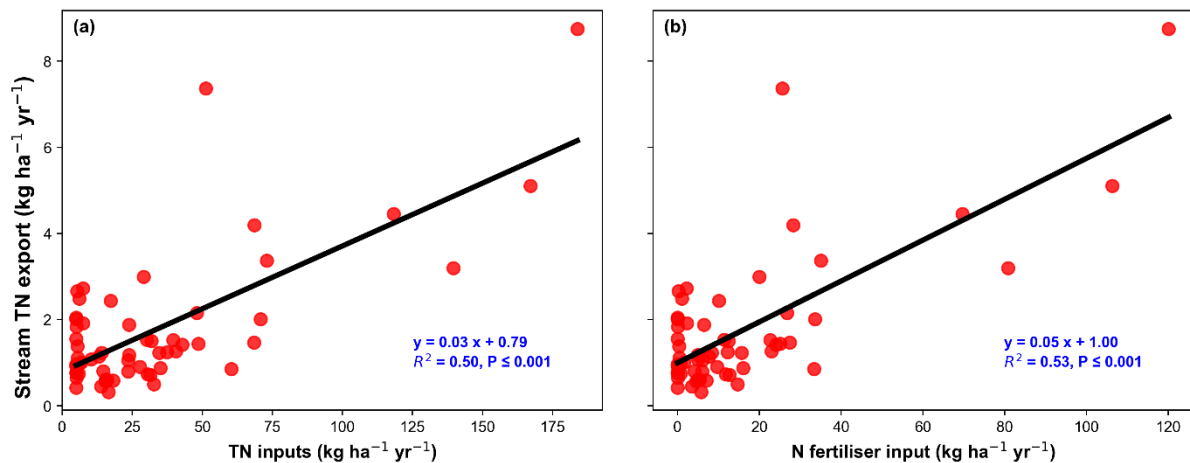 (a)
8
6
4
2
0
Stream TN export (kg ha⁻¹ yr⁻¹)
y = 0.03 x + 0.79
R² = 0.50, P ≤ 0.001
0 25 50 75 100 125 150 175
TN inputs (kg ha⁻¹ yr⁻¹)
(b)
y = 0.05 x + 1.00
R² = 0.53, P ≤ 0.001
0 20 40 60 80 100 120
N fertiliser input (kg ha⁻¹ yr⁻¹)